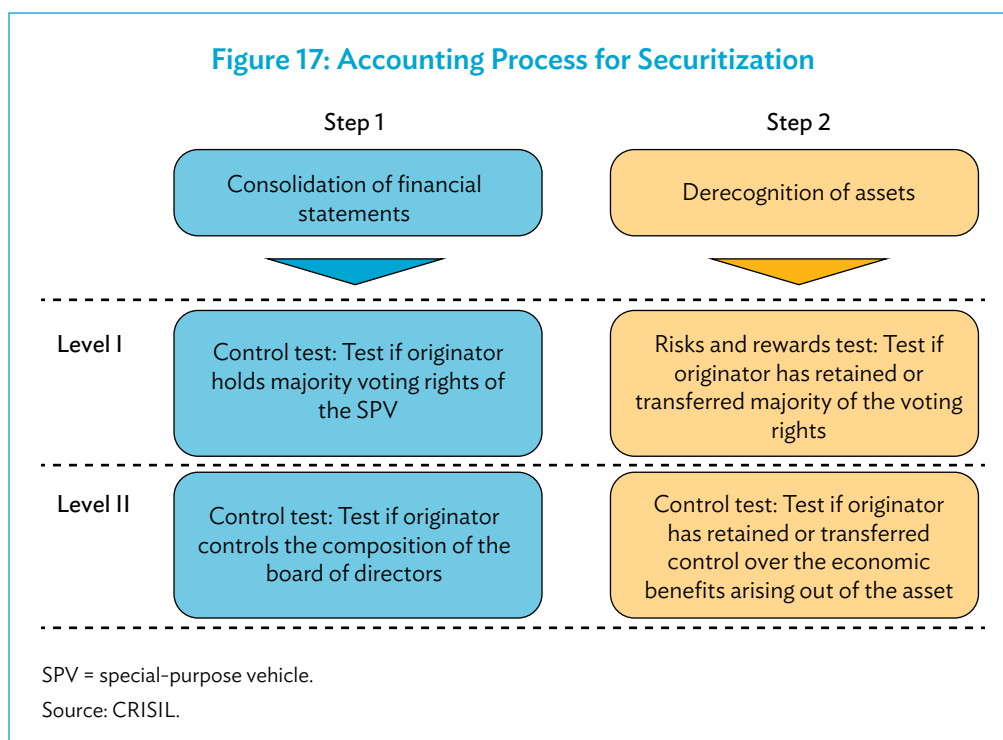 Figure 17: Accounting Process for Securitization
Step 1
Step 2
Consolidation of financial
statements
Derecognition of assets
Level I
Control test: Test if originator
holds majority voting rights of
the SPV
Risks and rewards test: Test if
originator has retained or
transferred majority of the voting
rights
Level II
Control test: Test if originator
controls the composition of the
board of directors
Control test: Test if originator
has retained or transferred
control over the economic
benefits arising out of the asset
SPV = special-purpose vehicle.
Source: CRISIL.